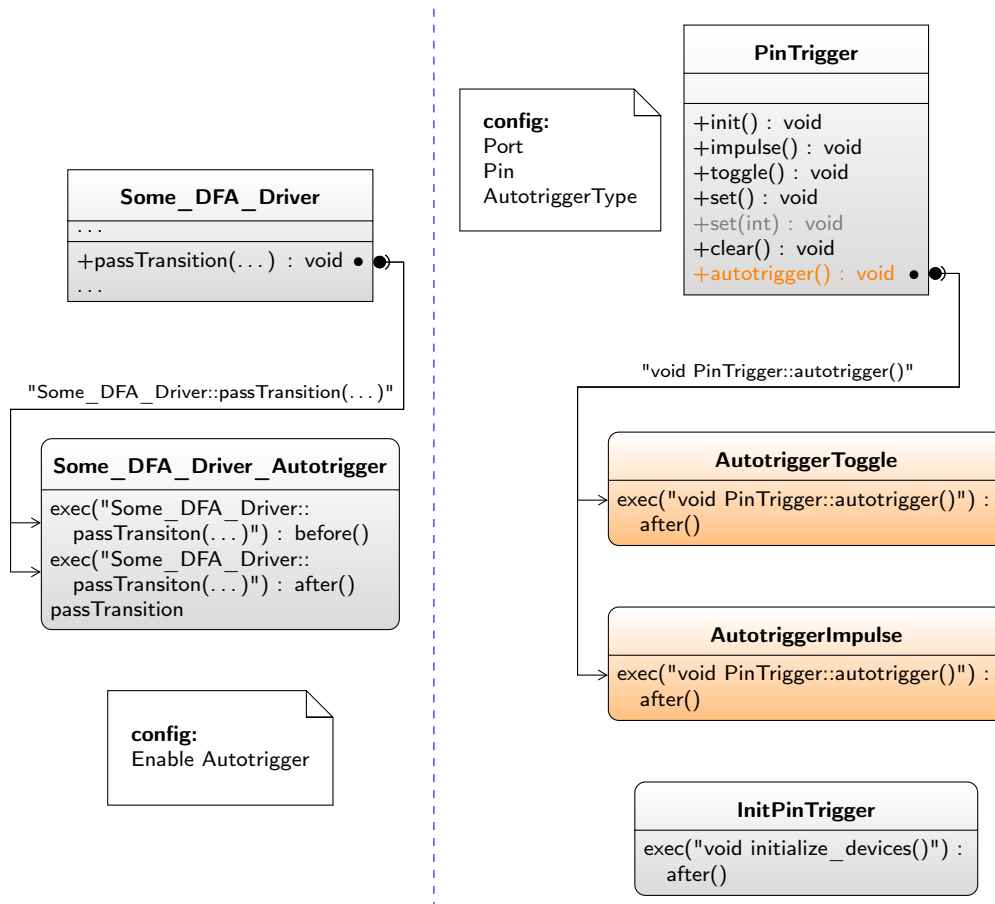 Some_DFA_Driver
...
+passTransition(...) : void
...
"Some_DFA_Driver::passTransition(...)"
Some_DFA_Driver_Autotrigger
exec("Some_DFA_Driver::
passTransiton(...)") : before()
exec("Some_DFA_Driver::
passTransiton(...)") : after()
passTransition
config:
Enable Autotrigger
config:
Port
Pin
AutotriggerType
PinTrigger
+init() : void
+impulse() : void
+toggle() : void
+set() : void
+set(int) : void
+clear() : void
+autotrigger() : void
"void PinTrigger::autotrigger()"
AutotriggerToggle
exec("void PinTrigger::autotrigger()") :
after()
AutotriggerImpulse
exec("void PinTrigger::autotrigger()") :
after()
InitPinTrigger
exec("void initialize_devices()") :
after()